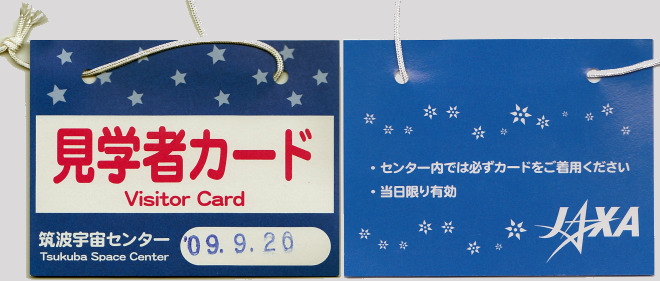 見学者カード
Visitor Card
筑波宇宙センター
Tsukuba Space Center
'09.9.20
・センター内では必ずカードをご着用ください
・当日限り有効
JAXA